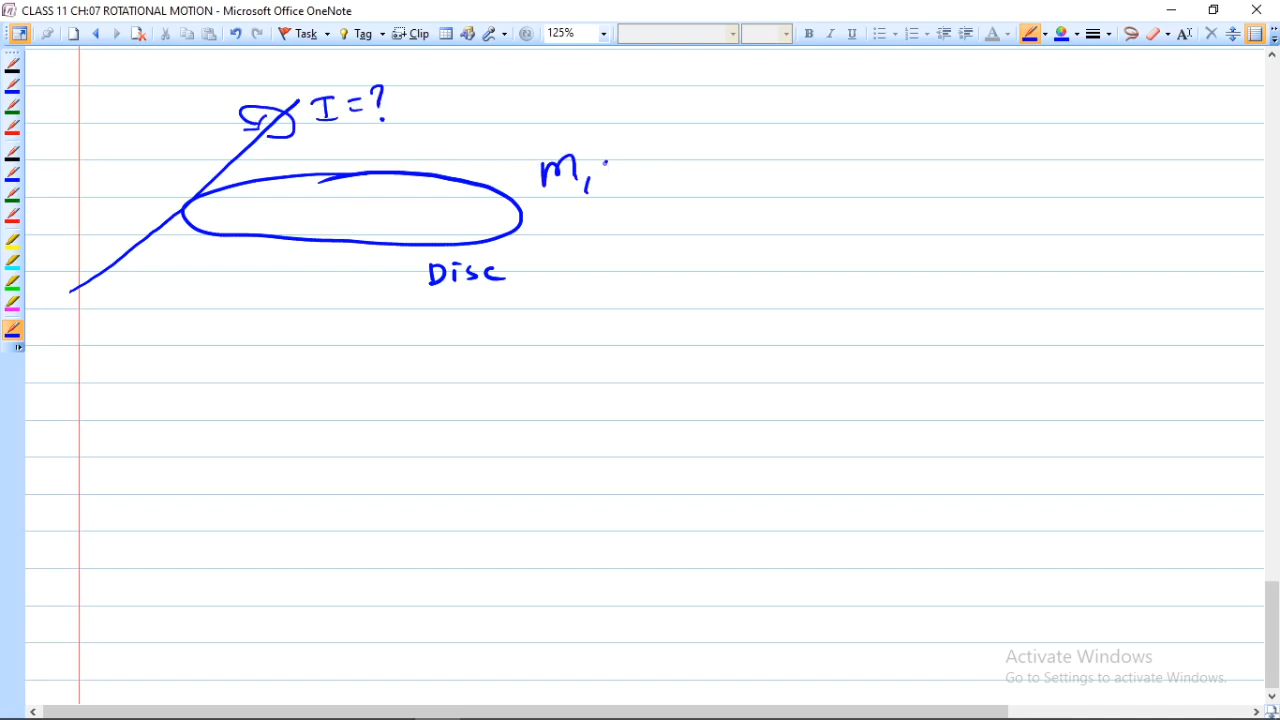 CLASS 11 CH:07 ROTATIONAL MOTION - Microsoft Office OneNote
Task Tag Clip 125% B I U A
I = ?
m,
Disc
Activate Windows
Go to Settings to activate Windows.